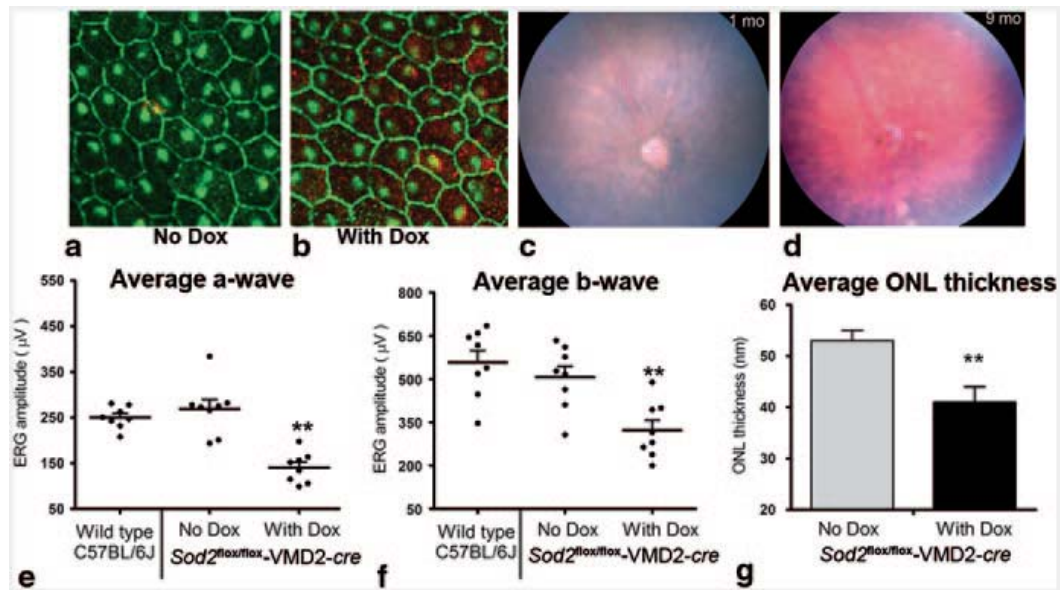 1 mo
9 mo
a
No Dox
b
With Dox
c
d
Average a-wave
ERG amplitude ( µV )
550
450
350
250
150
50
**
Wild type
C57BL/6J
No Dox
With Dox
Sod2flox/flox-VMD2-cre
e
Average b-wave
ERG amplitude ( µV )
800
650
500
350
200
50
**
Wild type
C57BL/6J
No Dox
With Dox
Sod2flox/flox-VMD2-cre
f
Average ONL thickness
ONL thickness (nm)
60
50
40
30
20
**
No Dox
With Dox
Sod2flox/flox-VMD2-cre
g